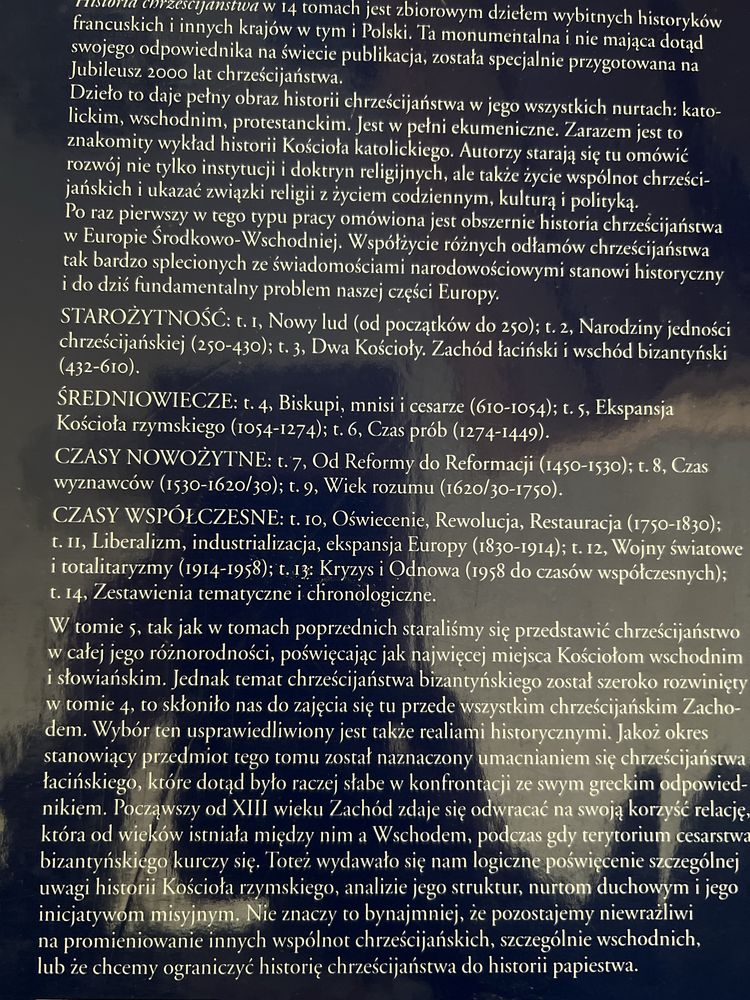 Historia chrześcijaństwa w 14 tomach jest zbiorowym dziełem wybitnych historyków
francuskich i innych krajów w tym i Polski. Ta monumentalna i nie mająca dotąd
swojego odpowiednika na świecie publikacja, została specjalnie przygotowana na
Jubileusz 2000 lat chrześcijaństwa.
Dzieło to daje pełny obraz historii chrześcijaństwa w jego wszystkich nurtach: kato-
lickim, wschodnim, protestanckim. Jest w pełni ekumeniczne. Zarazem jest to
znakomity wykład historii Kościoła katolickiego. Autorzy starają się tu omówić
rozwój nie tylko instytucji i doktryn religijnych, ale także życie wspólnot chrześci-
jańskich i ukazać związki religii z życiem codziennym, kulturą i polityką.
Po raz pierwszy w tego typu pracy omówiona jest obszernie historia chrześcijaństwa
w Europie Środkowo-Wschodniej. Współżycie różnych odłamów chrześcijaństwa
tak bardzo splecionych ze świadomościami narodowościowymi stanowi historyczny
i do dziś fundamentalny problem naszej części Europy.
STAROŻYTNOŚĆ: t. 1, Nowy lud (od początków do 250); t. 2, Narodziny jedności
chrześcijańskiej (250-430); t. 3, Dwa Kościoły. Zachód łaciński i wschód bizantyński
(432-610).
ŚREDNIOWIECZE: t. 4, Biskupi, mnisi i cesarze (610-1054); t. 5, Ekspansja
Kościoła rzymskiego (1054-1274); t. 6, Czas prób (1274-1449).
CZASY NOWOŻYTNE: t. 7, Od Reformy do Reformacji (1450-1530); t. 8, Czas
wyznawców (1530-1620/30); t. 9, Wiek rozumu (1620/30-1750).
CZASY WSPÓŁCZESNE: t. 10, Oświecenie, Rewolucja, Restauracja (1750-1830);
t. 11, Liberalizm, industrializacja, ekspansja Europy (1830-1914); t. 12, Wojny światowe
i totalitaryzmy (1914-1958); t. 13: Kryzys i Odnowa (1958 do czasów współczesnych);
t. 14, Zestawienia tematyczne i chronologiczne.
W tomie 5, tak jak w tomach poprzednich staraliśmy się przedstawić chrześcijaństwo
w całej jego różnorodności, poświęcając jak najwięcej miejsca Kościołom wschodnim
i słowiańskim. Jednak temat chrześcijaństwa bizantyńskiego został szeroko rozwinięty
w tomie 4, to skłoniło nas do zajęcia się tu przede wszystkim chrześcijańskim Zacho-
dem. Wybór ten usprawiedliwiony jest także realiami historycznymi. Jakoż okres
stanowiący przedmiot tego tomu został naznaczony umacnianiem się chrześcijaństwa
łacińskiego, które dotąd było raczej słabe w konfrontacji ze swym greckim odpowied-
nikiem. Począwszy od XIII wieku Zachód zdaje się odwracać na swoją korzyść relację,
która od wieków istniała między nim a Wschodem, podczas gdy terytorium cesarstwa
bizantyńskiego kurczy się. Toteż wydawało się nam logiczne poświęcenie szczególnej
uwagi historii Kościoła rzymskiego, analizie jego struktur, nurtom duchowym i jego
inicjatywom misyjnym. Nie znaczy to bynajmniej, że pozostajemy niewrażliwi
na promieniowanie innych wspólnot chrześcijańskich, szczególnie wschodnich,
lub że chcemy ograniczyć historię chrześcijaństwa do historii papiestwa.